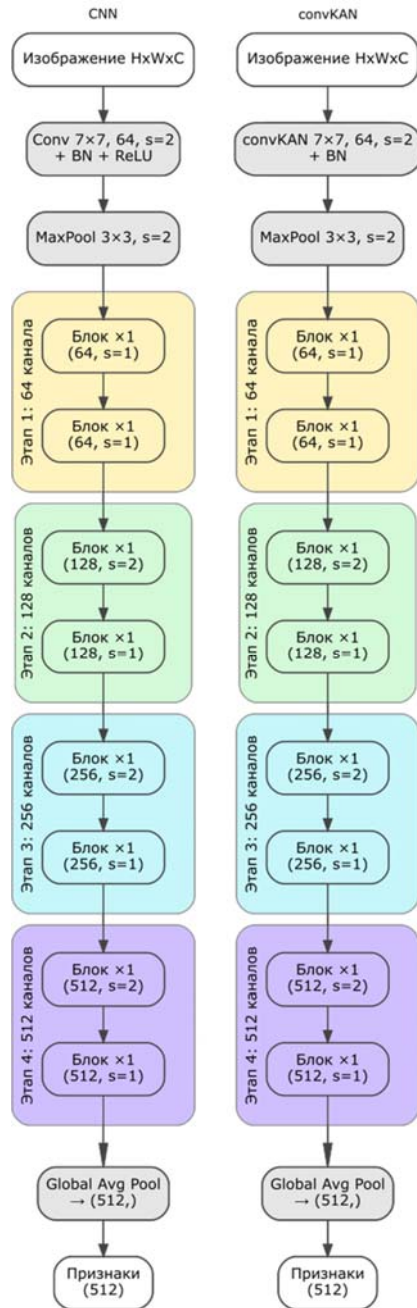 CNN
Изображение HxWxC
Conv 7×7, 64, s=2
+ BN + ReLU
MaxPool 3×3, s=2
Этап 1: 64 канала
Блок ×1
(64, s=1)
Блок ×1
(64, s=1)
Этап 2: 128 каналов
Блок ×1
(128, s=2)
Блок ×1
(128, s=1)
Этап 3: 256 каналов
Блок ×1
(256, s=2)
Блок ×1
(256, s=1)
Этап 4: 512 каналов
Блок ×1
(512, s=2)
Блок ×1
(512, s=1)
Global Avg Pool
→ (512,)
Признаки
(512)
convKAN
Изображение HxWxC
convKAN 7×7, 64, s=2
+ BN
MaxPool 3×3, s=2
Этап 1: 64 канала
Блок ×1
(64, s=1)
Блок ×1
(64, s=1)
Этап 2: 128 каналов
Блок ×1
(128, s=2)
Блок ×1
(128, s=1)
Этап 3: 256 каналов
Блок ×1
(256, s=2)
Блок ×1
(256, s=1)
Этап 4: 512 каналов
Блок ×1
(512, s=2)
Блок ×1
(512, s=1)
Global Avg Pool
→ (512,)
Признаки
(512)